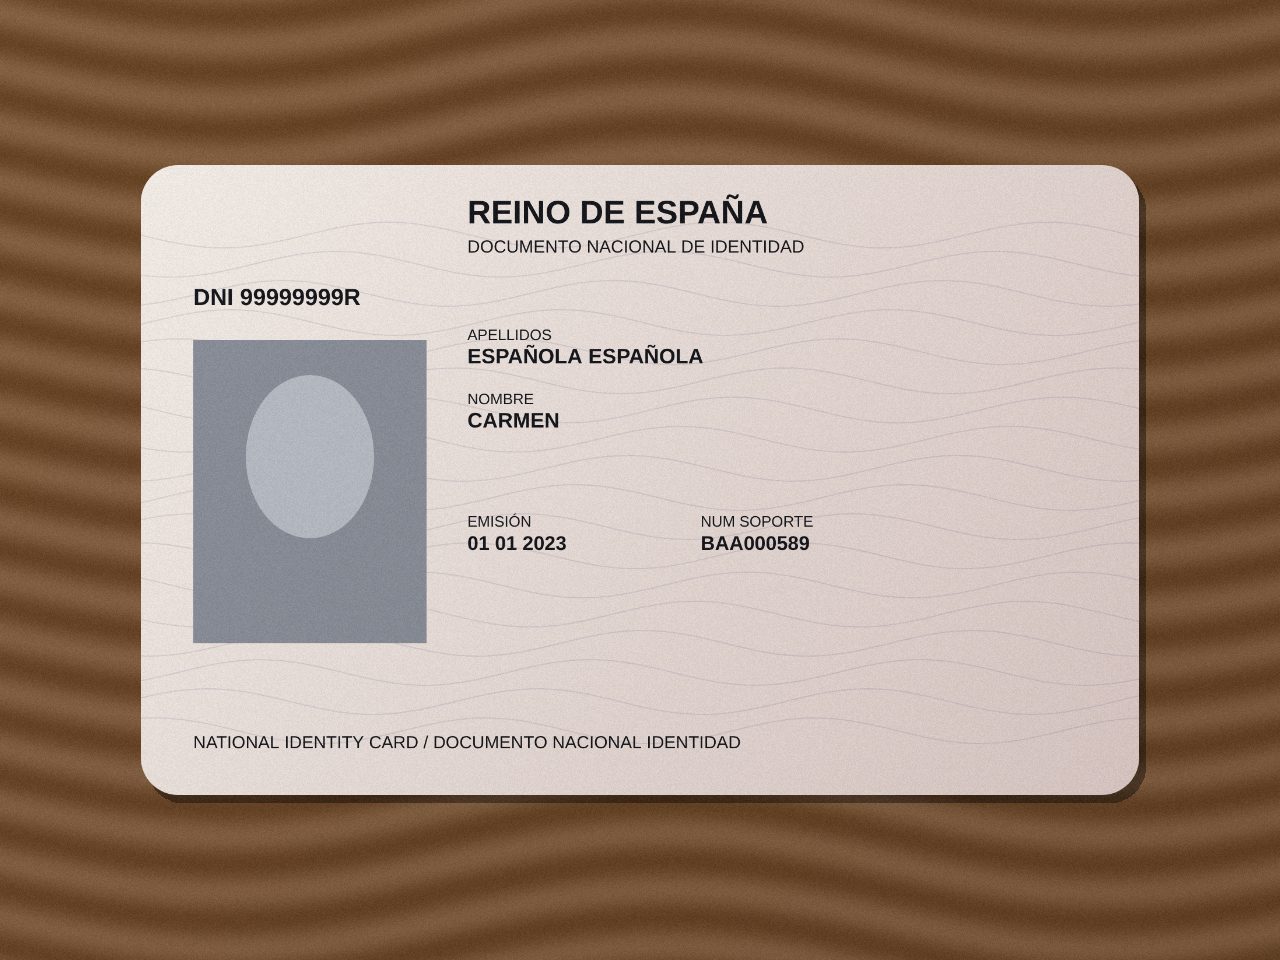 REINO DE ESPAÑA
DOCUMENTO NACIONAL DE IDENTIDAD
DNI 99999999R
APELLIDOS
ESPAÑOLA ESPAÑOLA
NOMBRE
CARMEN
EMISIÓN NUM SOPORTE
01 01 2023 BAA000589
NATIONAL IDENTITY CARD / DOCUMENTO NACIONAL IDENTIDAD